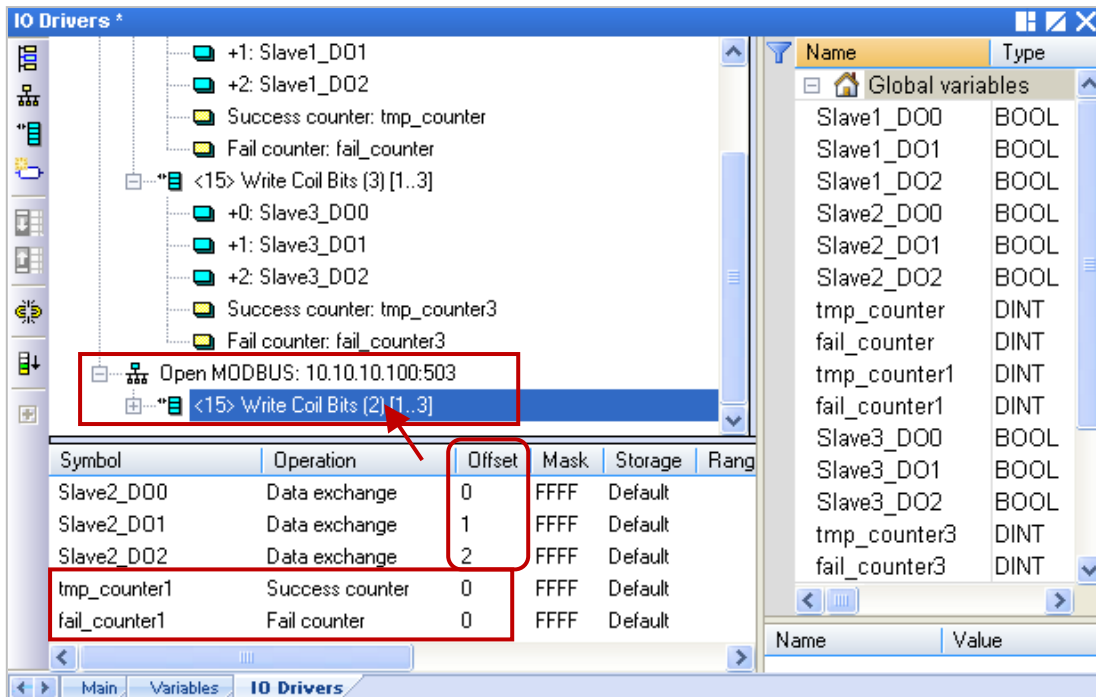 IO Drivers *
+1: Slave1_DO1
+2: Slave1_DO2
Success counter: tmp_counter
Fail counter: fail_counter
<15> Write Coil Bits (3) [1..3]
+0: Slave3_DO0
+1: Slave3_DO1
+2: Slave3_DO2
Success counter: tmp_counter3
Fail counter: fail_counter3
Open MODBUS: 10.10.10.100:503
<15> Write Coil Bits (2) [1..3]
Symbol Operation Offset Mask Storage Rang
Slave2_DO0 Data exchange 0 FFFF Default
Slave2_DO1 Data exchange 1 FFFF Default
Slave2_DO2 Data exchange 2 FFFF Default
tmp_counter1 Success counter 0 FFFF Default
fail_counter1 Fail counter 0 FFFF Default
Name Type
Global variables
Slave1_DO0 BOOL
Slave1_DO1 BOOL
Slave1_DO2 BOOL
Slave2_DO0 BOOL
Slave2_DO1 BOOL
Slave2_DO2 BOOL
tmp_counter DINT
fail_counter DINT
tmp_counter1 DINT
fail_counter1 DINT
Slave3_DO0 BOOL
Slave3_DO1 BOOL
Slave3_DO2 BOOL
tmp_counter3 DINT
fail_counter3 DINT
Name Value
Main Variables IO Drivers